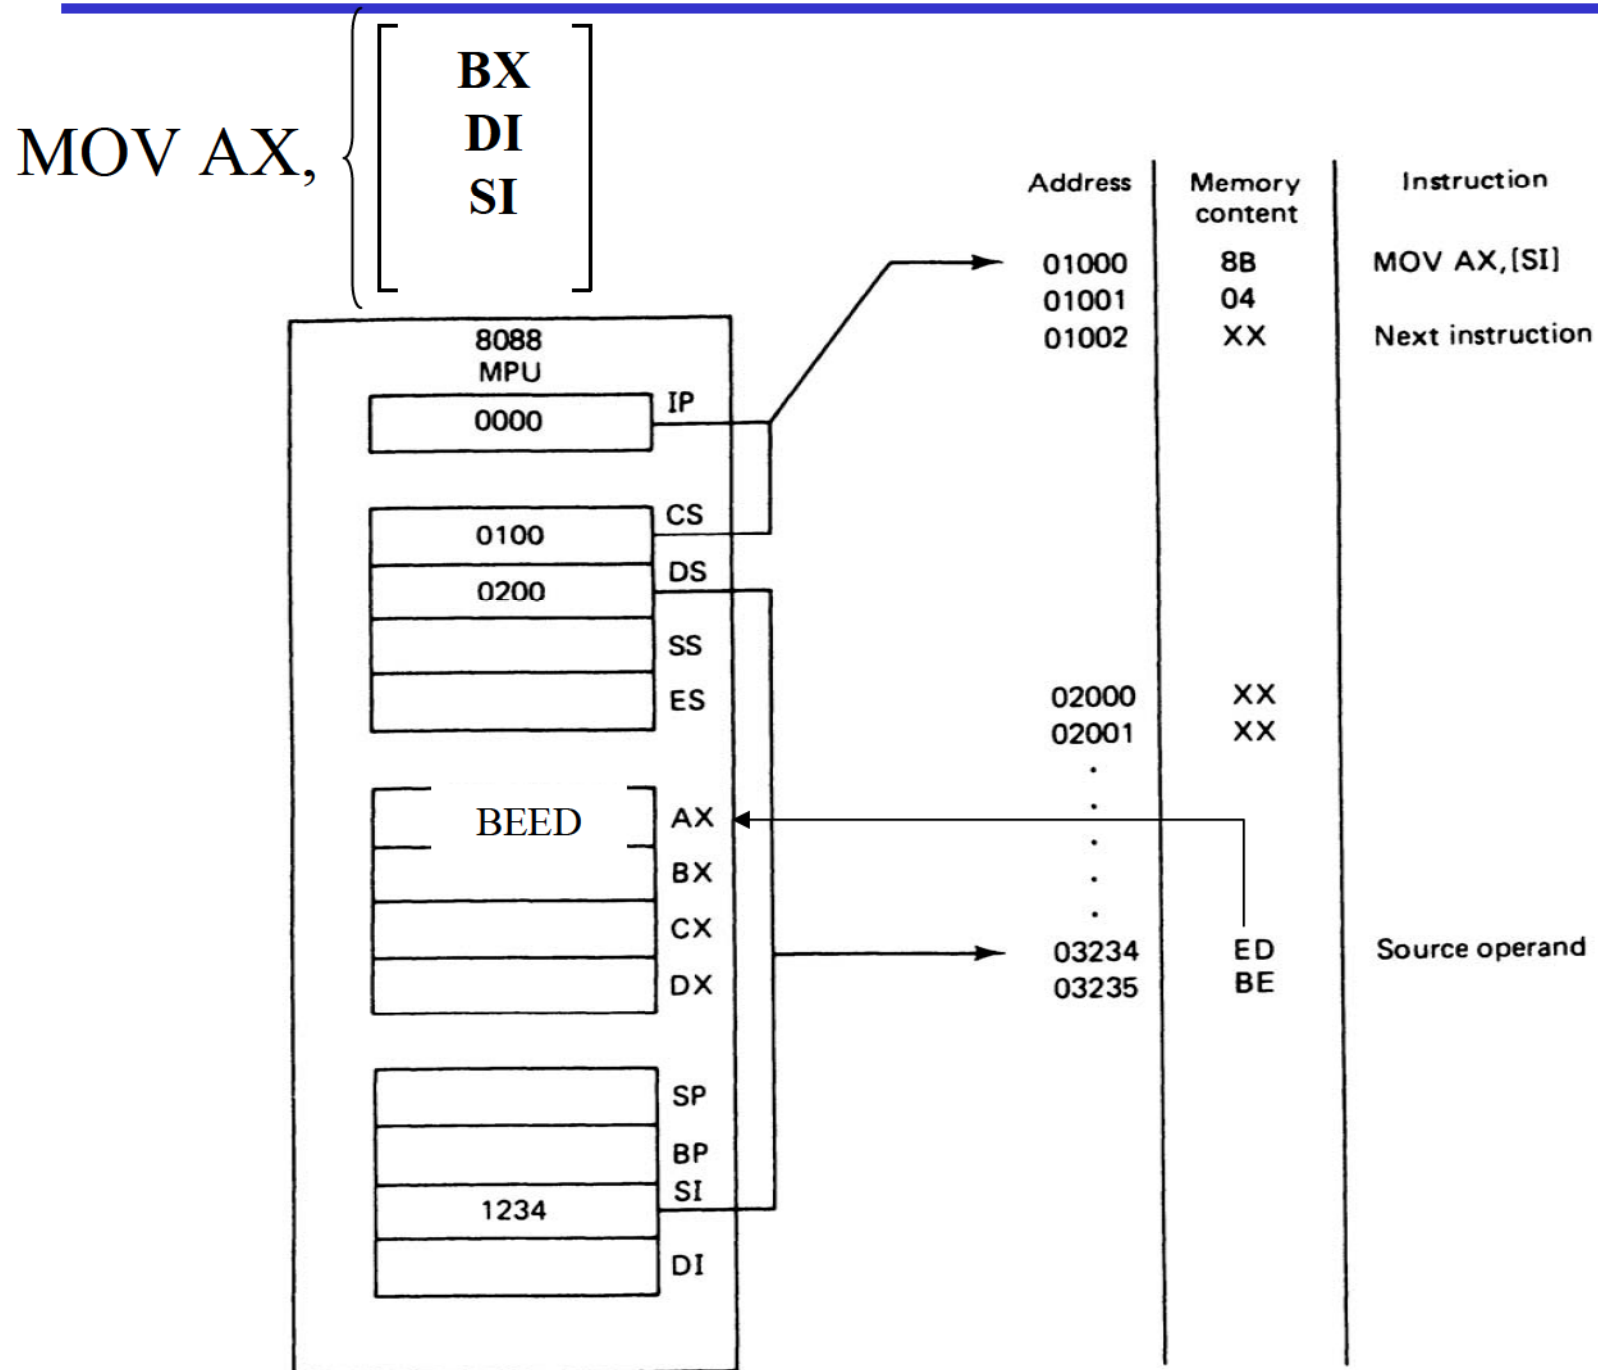 BX
DI
SI
MOV AX,
Address Memory content Instruction
01000 8B MOV AX,[SI]
01001 04
01002 XX Next instruction
8088
MPU
0000 IP
0100 CS
0200 DS
SS
ES
02000 XX
02001 XX
BEED AX
BX
CX
DX
03234 ED Source operand
03235 BE
SP
BP
1234 SI
DI